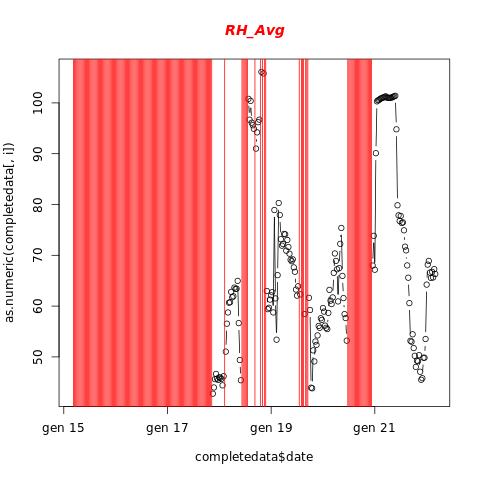 RH_Avg
as.numeric(completedata[, i])
100
90
80
70
60
50
gen 15
gen 17
gen 19
gen 21
completedata$date